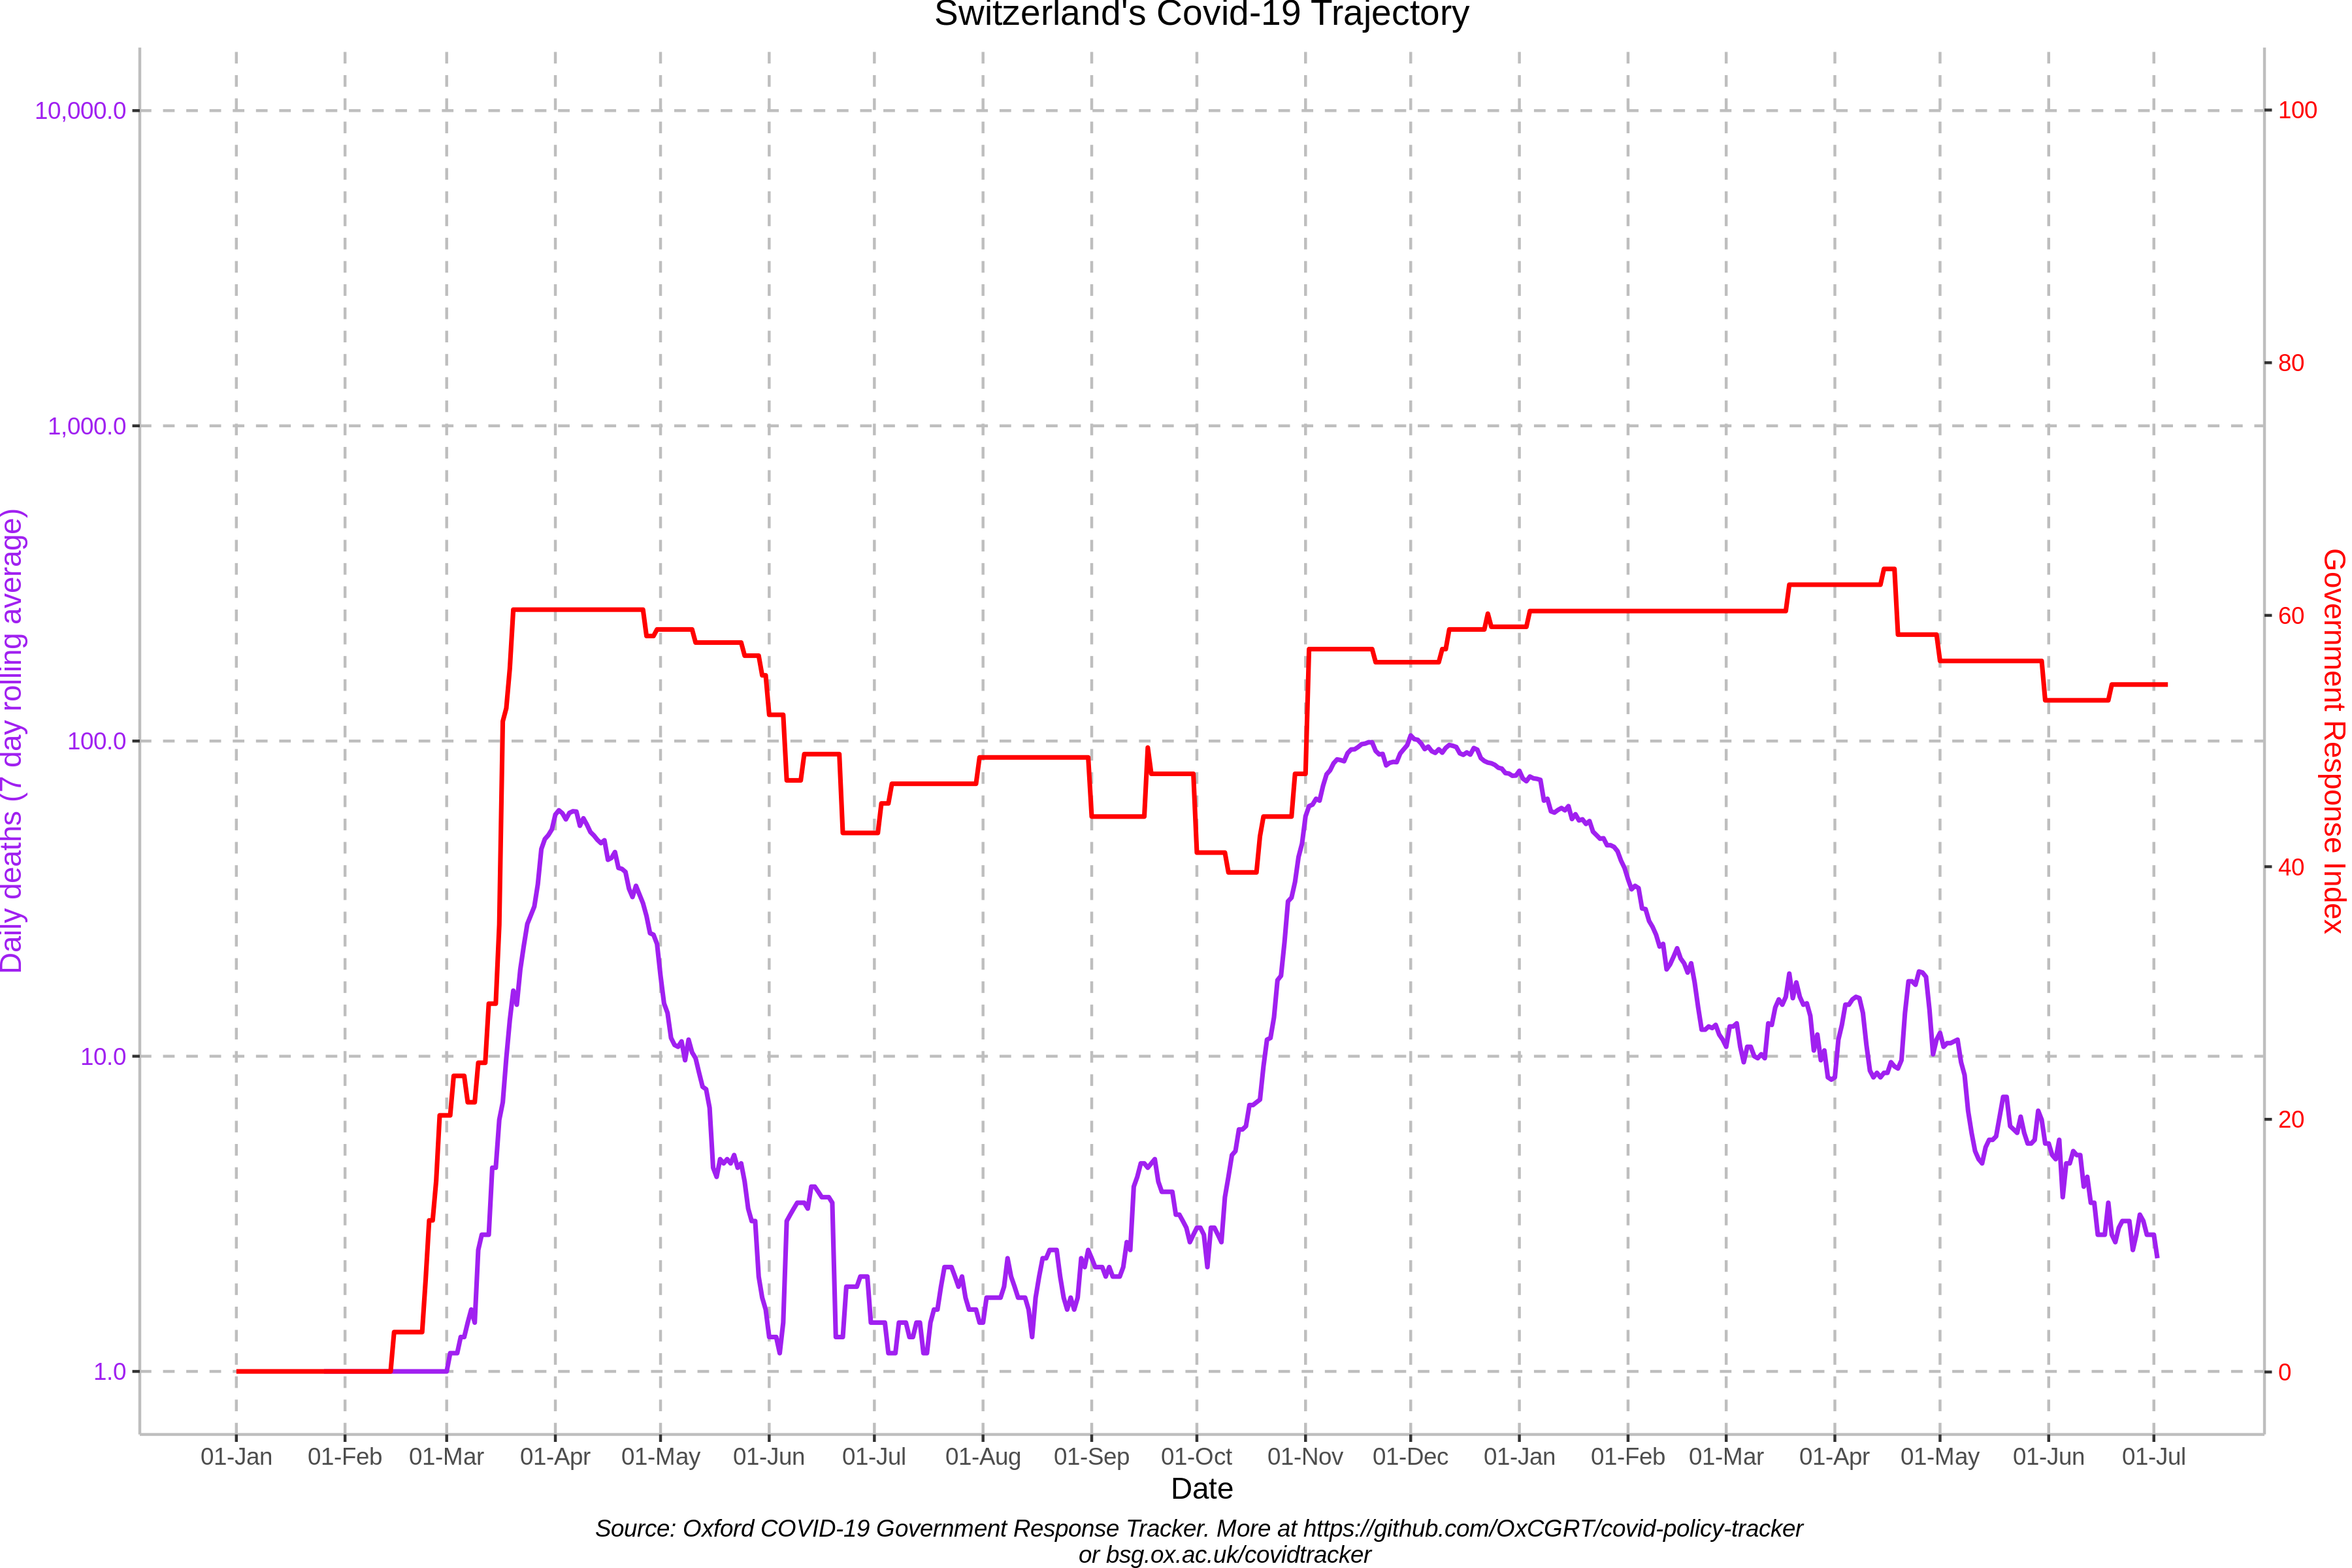 Switzerland's Covid-19 Trajectory
10,000.0
1,000.0
100.0
10.0
1.0
Daily deaths (7 day rolling average)
100
80
60
40
20
0
Government Response Index
01-Jan 01-Feb 01-Mar 01-Apr 01-May 01-Jun 01-Jul 01-Aug 01-Sep 01-Oct 01-Nov 01-Dec 01-Jan 01-Feb 01-Mar 01-Apr 01-May 01-Jun 01-Jul
Date
Source: Oxford COVID-19 Government Response Tracker. More at https://github.com/OxCGRT/covid-policy-tracker
or bsg.ox.ac.uk/covidtracker